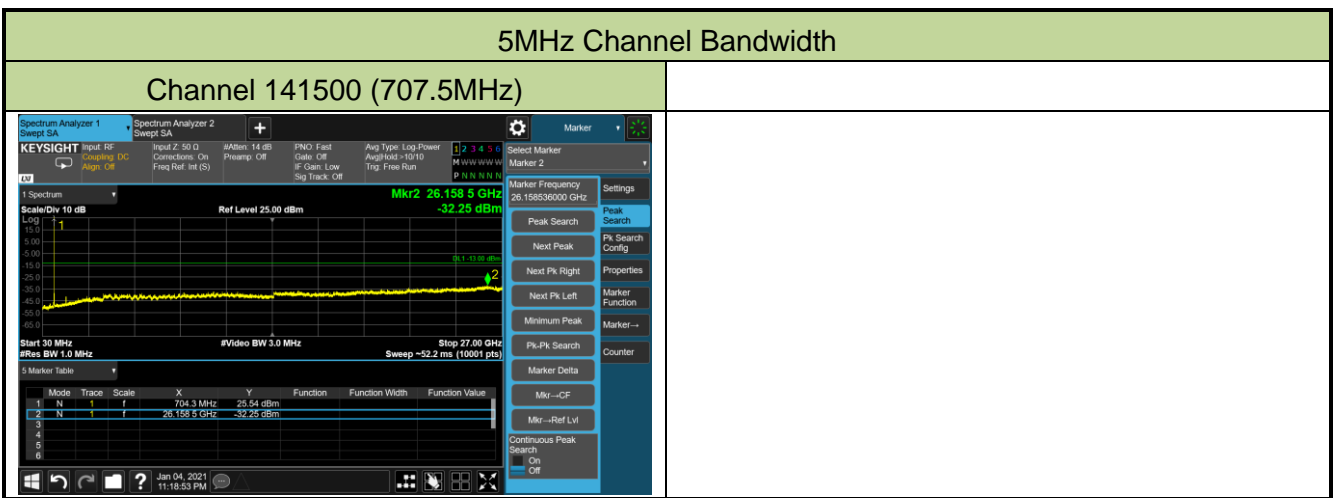 5MHz Channel Bandwidth
Channel 141500 (707.5MHz)
Spectrum Analyzer 1
Swept SA
Spectrum Analyzer 2
Swept SA
+
Marker
KEYSIGHT
LXI
Input: RF
Coupling: DC
Align: Off
Input Z: 50 Ω
Corrections: On
Freq Ref: Int (S)
#Atten: 14 dB
Preamp: Off
PNO: Fast
Gate: Off
IF Gain: Low
Sig Track: Off
Avg Type: Log-Power
Avg|Hold:>10/10
Trig: Free Run
1 2 3 4 5 6
M W W W W W
P N N N N N
Select Marker
Marker 2
1 Spectrum
Mkr2 26.158 5 GHz
-32.25 dBm
Scale/Div 10 dB
Ref Level 25.00 dBm
Log
15.0
5.00
-5.00
-15.0
-25.0
-35.0
-45.0
-55.0
-65.0
1
DL1 -13.00 dBm
2
Start 30 MHz
#Video BW 3.0 MHz
Stop 27.00 GHz
#Res BW 1.0 MHz
Sweep ~52.2 ms (10001 pts)
5 Marker Table
Mode Trace Scale X Y Function Function Width Function Value
1 N 1 f 704.3 MHz 25.54 dBm
2 N 1 f 26.158 5 GHz -32.25 dBm
3
4
5
6
Marker Frequency
26.158536000 GHz
Peak Search
Next Peak
Next Pk Right
Next Pk Left
Minimum Peak
Pk-Pk Search
Marker Delta
Mkr→CF
Mkr→Ref Lvl
Continuous Peak
Search
On
Off
Settings
Peak
Search
Pk Search
Config
Properties
Marker
Function
Marker→
Counter
?
Jan 04, 2021
11:18:53 PM